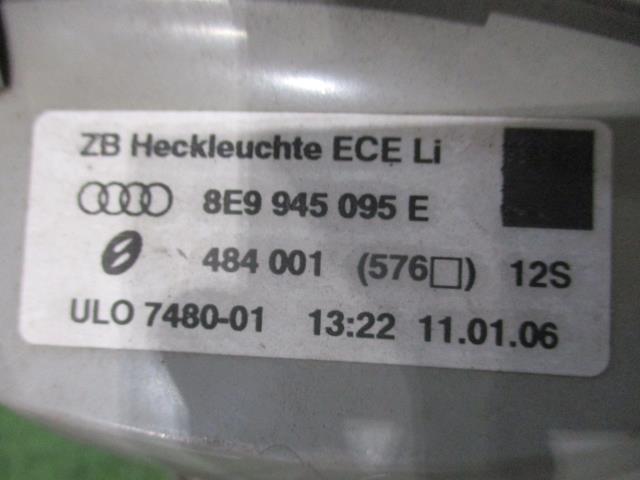 ZB Heckleuchte ECE Li
8E9 945 095 E
484 001 (576□) 12S
ULO 7480-01 13:22 11.01.06